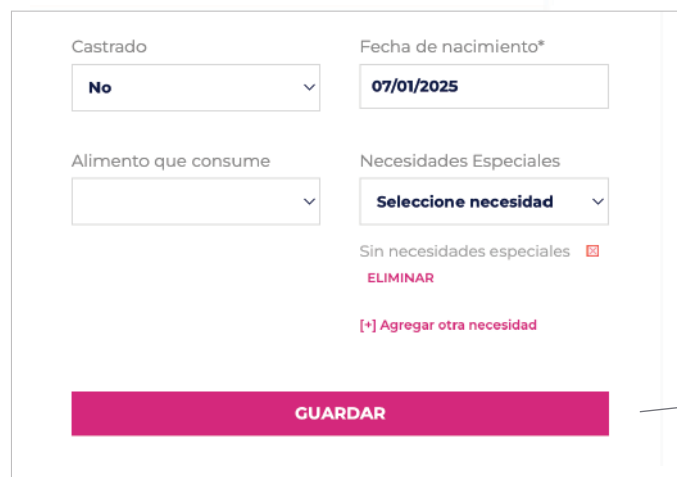 Castrado
Fecha de nacimiento*
No
07/01/2025
Alimento que consume
Necesidades Especiales
Seleccione necesidad
Sin necesidades especiales
ELIMINAR
[+] Agregar otra necesidad
GUARDAR